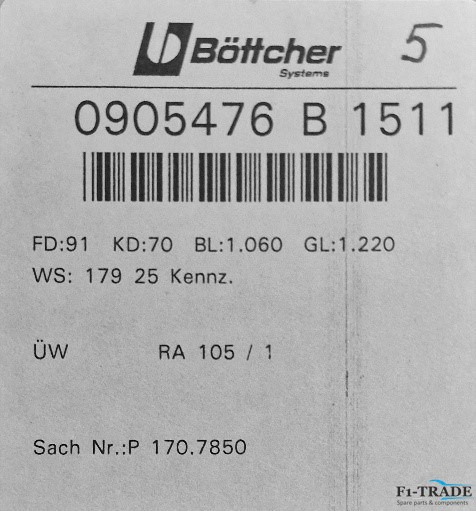 Böttcher
Systems
5
0905476 B 1511
FD:91 KD:70 BL:1.060 GL:1.220
WS: 179 25 Kennz.
ÜW RA 105 / 1
Sach Nr.:P 170.7850
F1-TRADE
Spare parts & components